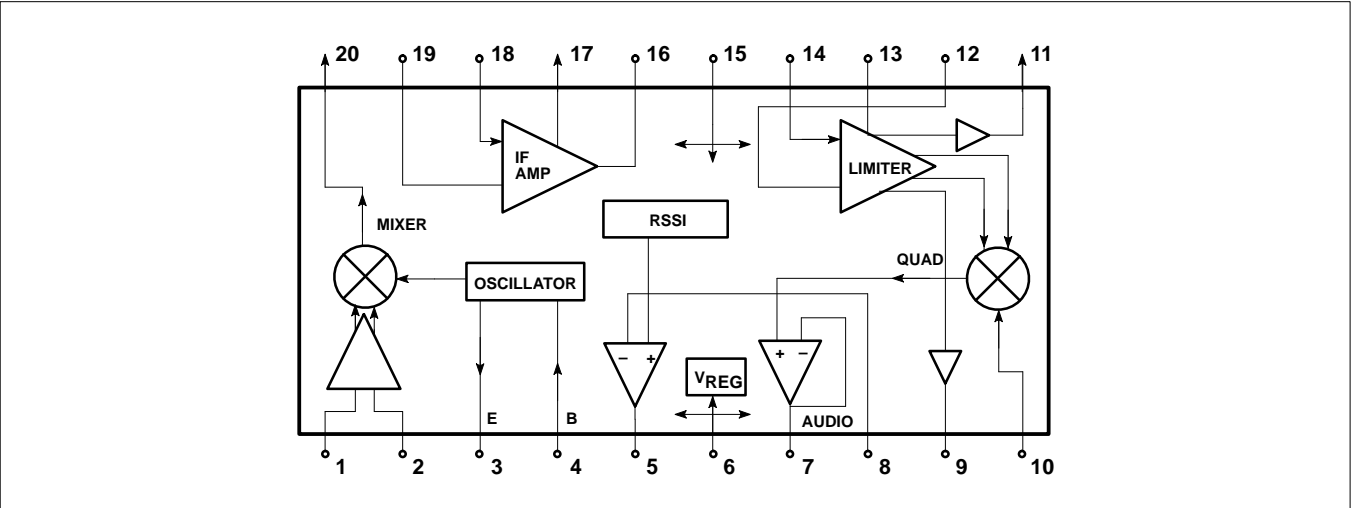 20 19 18 17 16 15 14 13 12 11
IF
AMP
LIMITER
RSSI
MIXER
QUAD
OSCILLATOR
– +
+ –
VREG
E B
AUDIO
1 2 3 4 5 6 7 8 9 10